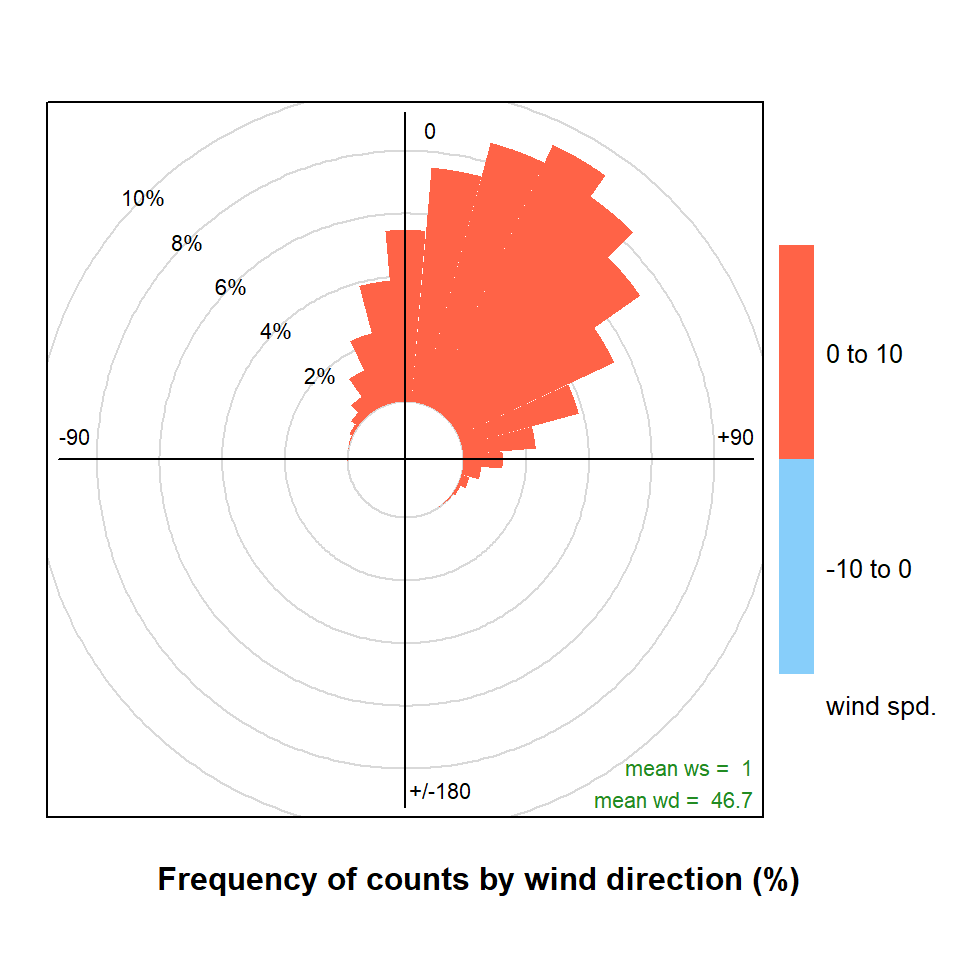 0
10%
8%
6%
4%
2%
-90
+90
+/-180
0 to 10
-10 to 0
wind spd.
mean ws = 1
mean wd = 46.7
Frequency of counts by wind direction (%)